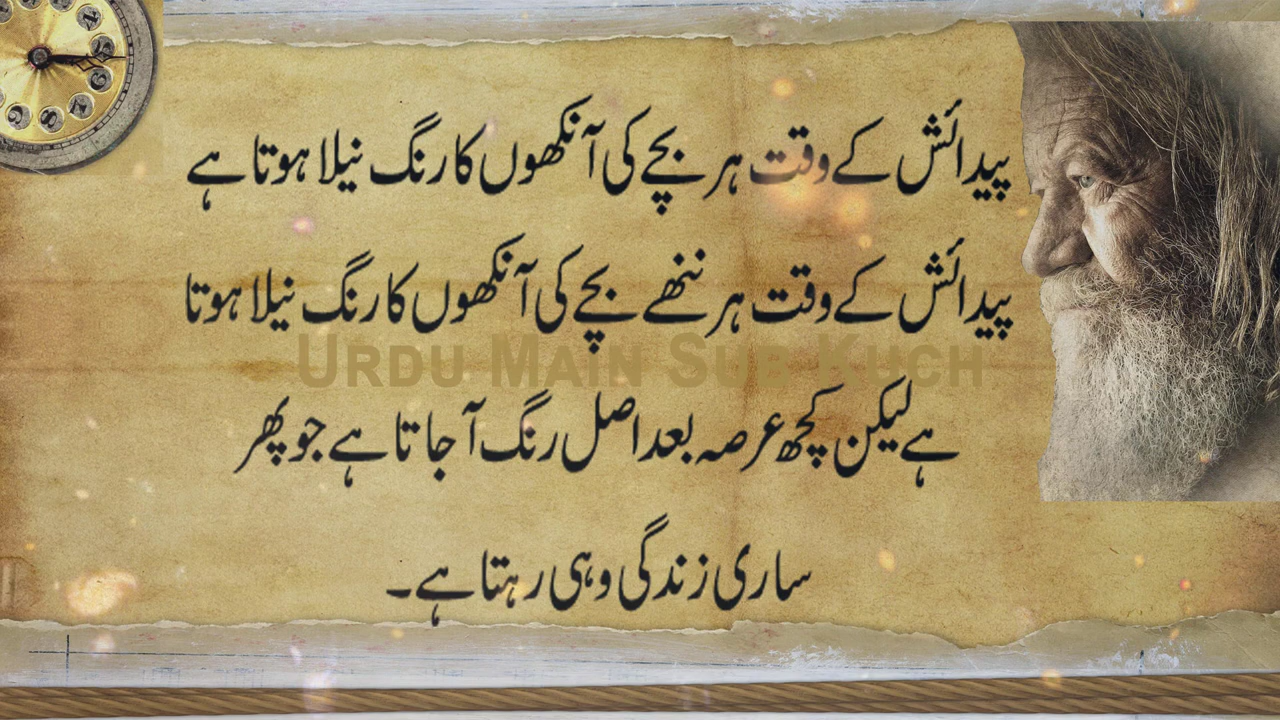 پیدائش کے وقت ہر بچے کی آنکھوں کا رنگ نیلا ہوتا ہے
پیدائش کے وقت ہر ننھے بچے کی آنکھوں کا رنگ نیلا ہوتا
URDU MAIN SUB KUCH
ہے لیکن کچھ عرصہ بعد اصل رنگ آ جاتا ہے جو پھر
ساری زندگی وہی رہتا ہے۔